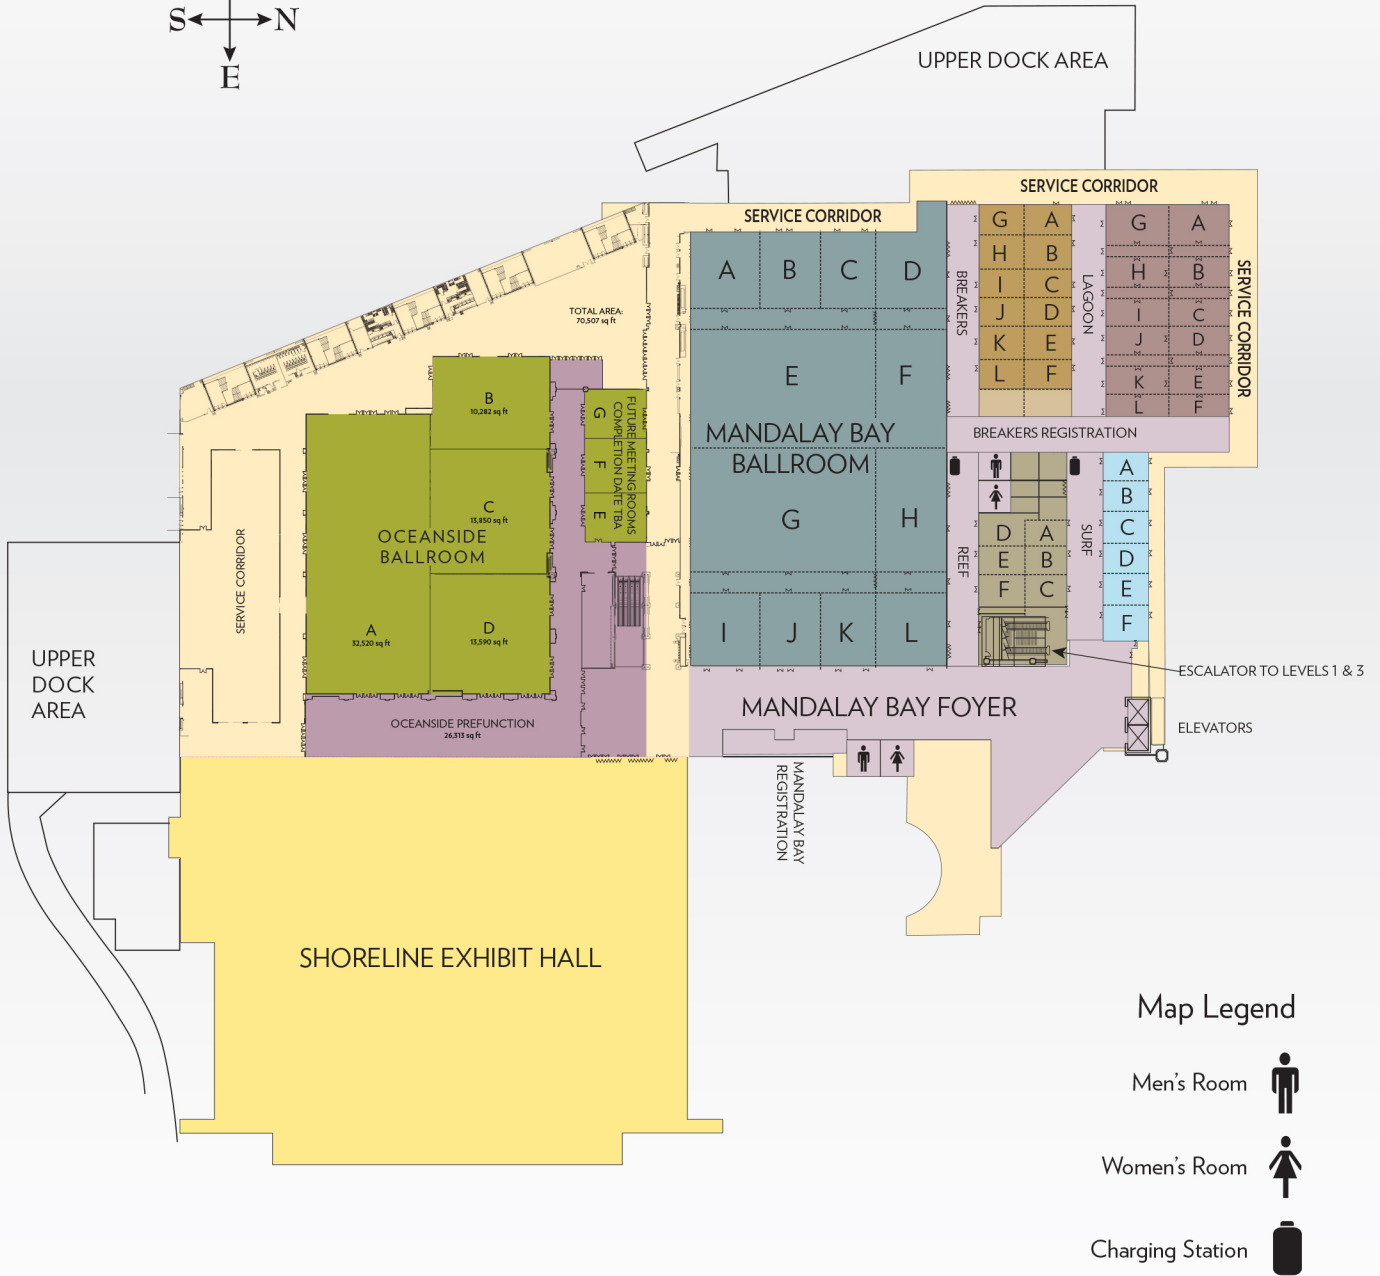 S N
E
UPPER DOCK AREA
SERVICE CORRIDOR
SERVICE CORRIDOR
SERVICE CORRIDOR
TOTAL AREA:
70,507 sq ft
A B C D
E F
MANDALAY BAY
BALLROOM
G H
I J K L
BREAKERS
G A
H B
I C
J D
K E
L F
LAGOON
G A
H B
I C
J D
K E
L F
BREAKERS REGISTRATION
B
10,282 sq ft
C
13,850 sq ft
OCEANSIDE
BALLROOM
A
32,520 sq ft
D
13,590 sq ft
G
F
E
FUTURE MEETING ROOMS
COMPLETION DATE TBA
SERVICE CORRIDOR
REEF
D A
E B
F C
SURF
A
B
C
D
E
F
UPPER
DOCK
AREA
ESCALATOR TO LEVELS 1 & 3
OCEANSIDE PREFUNCTION
26,313 sq ft
MANDALAY BAY FOYER
ELEVATORS
MANDALAY BAY
REGISTRATION
SHORELINE EXHIBIT HALL
Map Legend
Men's Room
Women's Room
Charging Station